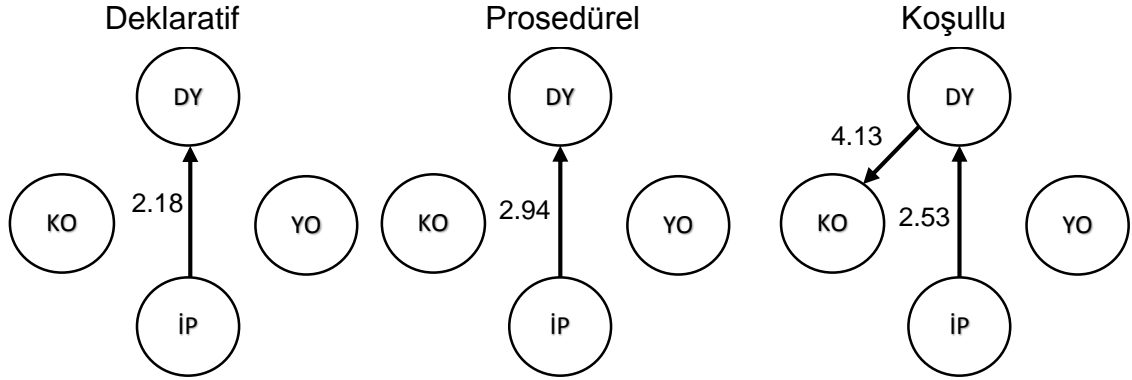 Deklaratif
DY
KO
2.18
YO
İP
Prosedürel
DY
KO
2.94
YO
İP
Koşullu
DY
4.13
KO
2.53
YO
İP